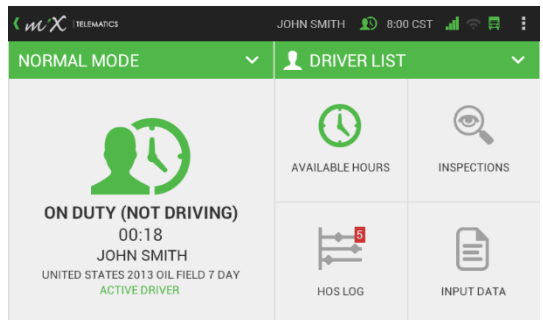 miX TELEMATICS
JOHN SMITH 8:00 CST
NORMAL MODE
DRIVER LIST
ON DUTY (NOT DRIVING)
00:18
JOHN SMITH
UNITED STATES 2013 OIL FIELD 7 DAY
ACTIVE DRIVER
AVAILABLE HOURS
INSPECTIONS
5
HOS LOG
INPUT DATA